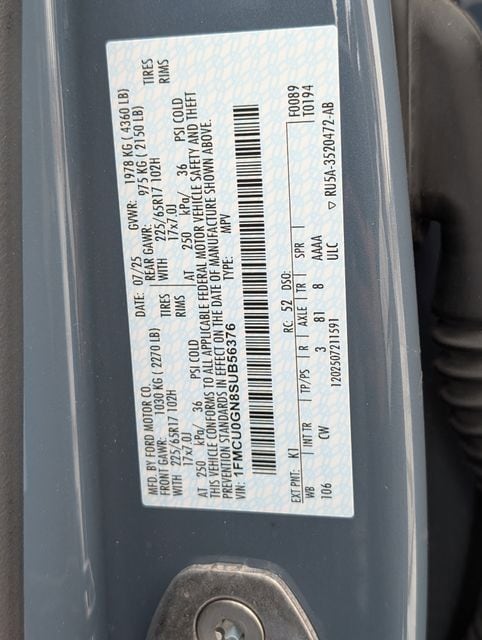 MFD. BY FORD MOTOR CO. DATE: 07/25 GVWR: 1978 KG ( 4360 LB)
FRONT GAWR: 1030 KG ( 2270 LB) REAR GAWR: 975 KG ( 2150 LB)
WITH 225/65R17 102H TIRES WITH 225/65R17 102H TIRES
17x7.0J RIMS 17x7.0J RIMS
AT 250 kPa/ 36 PSI COLD AT 250 kPa/ 36 PSI COLD
THIS VEHICLE CONFORMS TO ALL APPLICABLE FEDERAL MOTOR VEHICLE SAFETY AND THEFT
PREVENTION STANDARDS IN EFFECT ON THE DATE OF MANUFACTURE SHOWN ABOVE.
VIN: 1FMCU0GN8SUB56376 TYPE: MPV
F0089
EXT PNT: K1 RC: 52 DSO: T0194
WB INT TR TP/PS R AXLE TR SPR
106 CW 3 81 8 AAAA
ULC
1202507211591 ▽ RU5A-3520472-AB